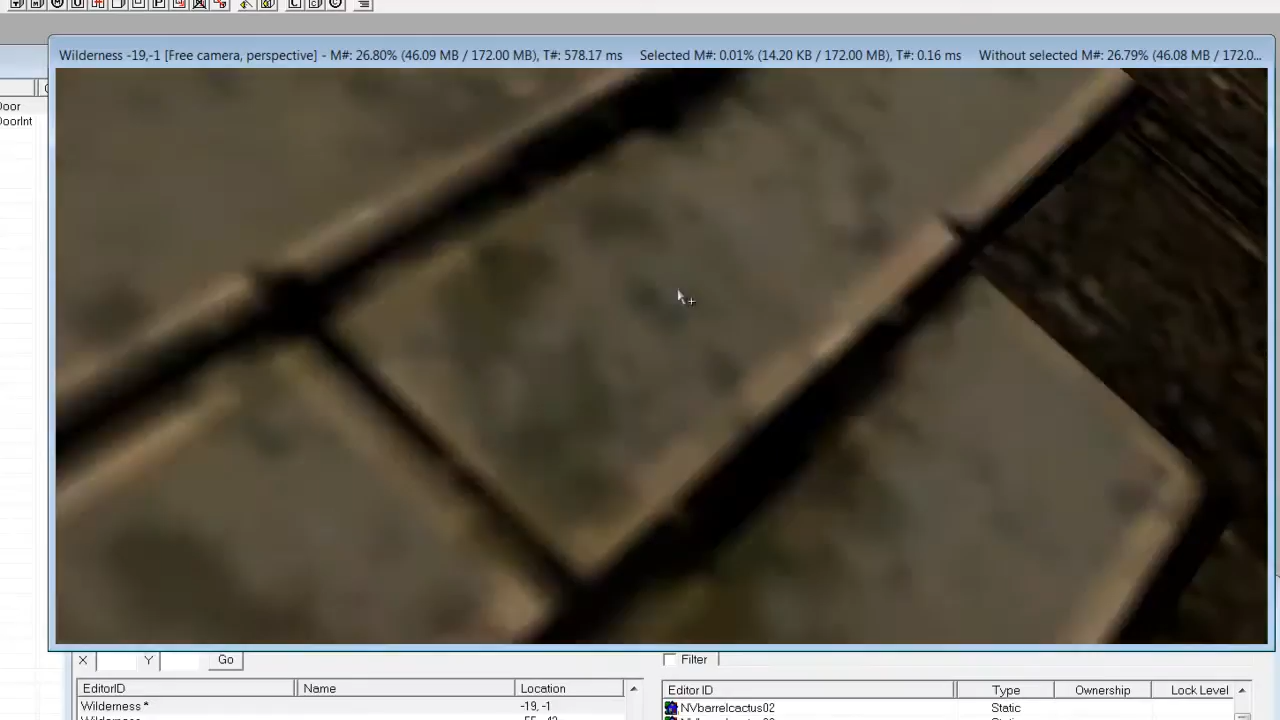 Wilderness -19,-1 [Free camera, perspective] - M#: 26.80% (46.09 MB / 172.00 MB), T#: 578.17 ms Selected M#: 0.01% (14.20 KB / 172.00 MB), T#: 0.16 ms Without selected M#: 26.79% (46.08 MB / 172.0...
Door
DoorInt
X Y Go
Filter
EditorID Name Location
Editor ID Type Ownership Lock Level
Wilderness * -19, -1
NVbarrelcactus02 Static